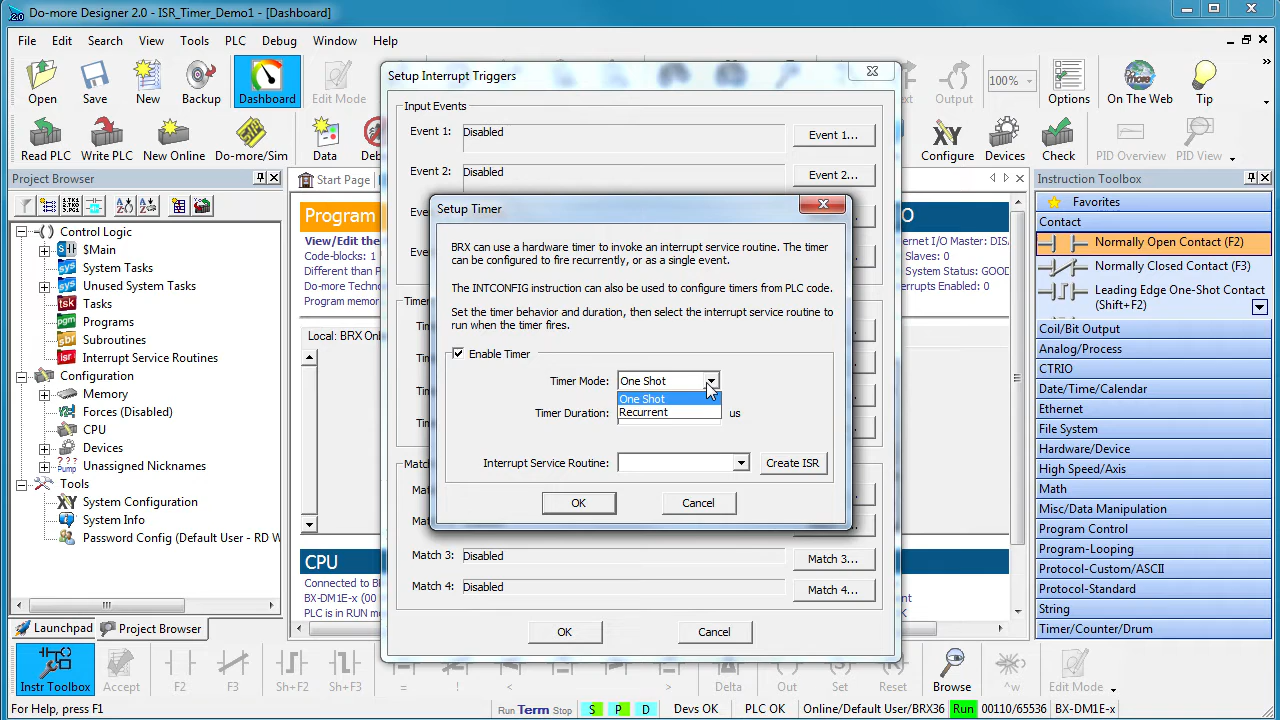 Do-more Designer 2.0 - ISR_Timer_Demo1 - [Dashboard]
File Edit Search View Tools PLC Debug Window Help
Open Save New Backup Dashboard Edit Mode
Output 100% Options On The Web Tip
Read PLC Write PLC New Online Do-more/Sim Data
Configure Devices Check PID Overview PID View
Project Browser
Control Logic
$Main
System Tasks
Unused System Tasks
Tasks
Programs
Subroutines
Interrupt Service Routines
Configuration
Memory
Forces (Disabled)
CPU
Devices
Unassigned Nicknames
Tools
System Configuration
System Info
Password Config (Default User - RD W
Launchpad Project Browser
Start Page
Program
View/Edit the
Code-blocks: 1
Different than P
Do-more Techno
Program memor
Local: BRX On
CPU
Connected to B
BX-DM1E-x (00
PLC is in RUN m
Setup Interrupt Triggers
Input Events
Event 1: Disabled Event 1...
Event 2: Disabled Event 2...
Setup Timer
BRX can use a hardware timer to invoke an interrupt service routine. The timer
can be configured to fire recurrently, or as a single event.
The INTCONFIG instruction can also be used to configure timers from PLC code.
Set the timer behavior and duration, then select the interrupt service routine to
run when the timer fires.
Enable Timer
Timer Mode: One Shot
One Shot
Recurrent
Timer Duration: us
Interrupt Service Routine: Create ISR
OK Cancel
Match 3: Disabled Match 3...
Match 4: Disabled Match 4...
OK Cancel
ernet I/O Master: DIS
Slaves: 0
System Status: GOOD
Interrupts Enabled: 0
Instruction Toolbox
Favorites
Contact
Normally Open Contact (F2)
Normally Closed Contact (F3)
Leading Edge One-Shot Contact
(Shift+F2)
Coil/Bit Output
Analog/Process
CTRIO
Date/Time/Calendar
Ethernet
File System
Hardware/Device
High Speed/Axis
Math
Misc/Data Manipulation
Program Control
Program-Looping
Protocol-Custom/ASCII
Protocol-Standard
String
Timer/Counter/Drum
Instr Toolbox Accept F2 F3 Sh+F2 Sh+F3 = ! < Delta Out Set Reset Browse ^w Edit Mode
For Help, press F1
Run Term Stop S P D Devs OK PLC OK Online/Default User/BRX36 Run 00110/65536 BX-DM1E-x